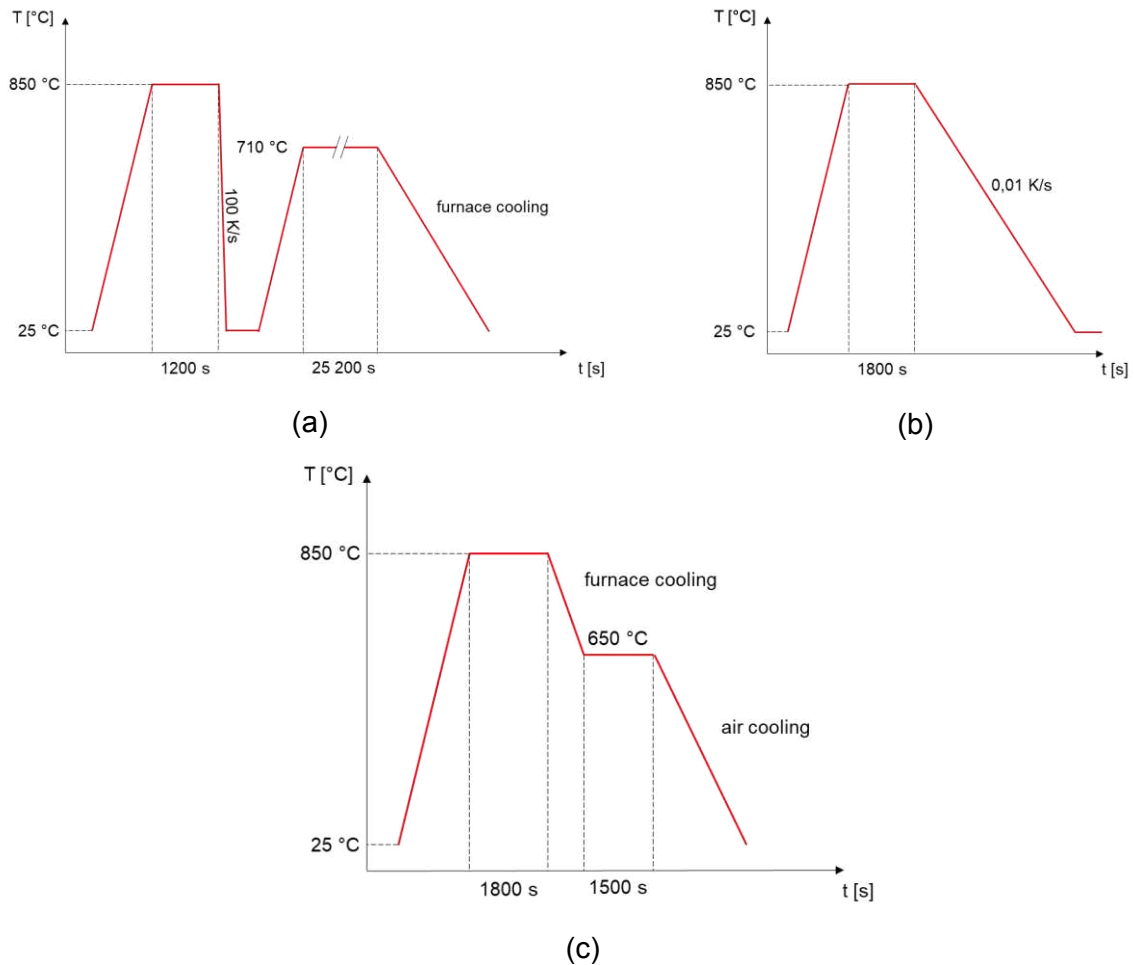 T [°C]
850 °C
710 °C
100 K/s
furnace cooling
25 °C
1200 s
25 200 s
t [s]
(a)
T [°C]
850 °C
0,01 K/s
25 °C
1800 s
t [s]
(b)
T [°C]
850 °C
furnace cooling
650 °C
air cooling
25 °C
1800 s
1500 s
t [s]
(c)